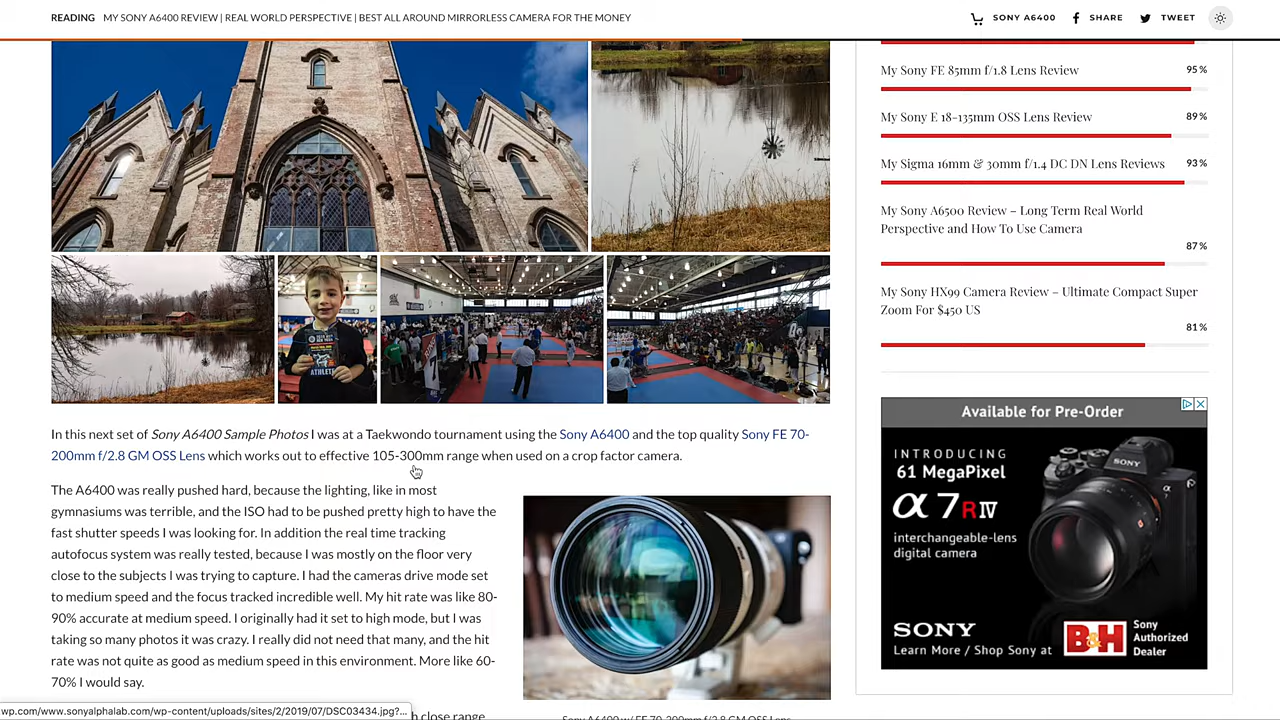 READING MY SONY A6400 REVIEW | REAL WORLD PERSPECTIVE | BEST ALL AROUND MIRRORLESS CAMERA FOR THE MONEY
SONY A6400 SHARE TWEET
In this next set of Sony A6400 Sample Photos I was at a Taekwondo tournament using the Sony A6400 and the top quality Sony FE 70-
200mm f/2.8 GM OSS Lens which works out to effective 105-300mm range when used on a crop factor camera.
The A6400 was really pushed hard, because the lighting, like in most
gymnasiums was terrible, and the ISO had to be pushed pretty high to have the
fast shutter speeds I was looking for. In addition the real time tracking
autofocus system was really tested, because I was mostly on the floor very
close to the subjects I was trying to capture. I had the cameras drive mode set
to medium speed and the focus tracked incredible well. My hit rate was like 80-
90% accurate at medium speed. I originally had it set to high mode, but I was
taking so many photos it was crazy. I really did not need that many, and the hit
rate was not quite as good as medium speed in this environment. More like 60-
70% I would say.
h close range
Sony A6400 w/ FE 70-200mm f/2.8 GM OSS Lens
wp.com/www.sonyalphalab.com/wp-content/uploads/sites/2/2019/07/DSC03434.jpg?...
My Sony FE 85mm f/1.8 Lens Review 95%
My Sony E 18-135mm OSS Lens Review 89%
My Sigma 16mm & 30mm f/1.4 DC DN Lens Reviews 93%
My Sony A6500 Review – Long Term Real World
Perspective and How To Use Camera
87%
My Sony HX99 Camera Review – Ultimate Compact Super
Zoom For $450 US
81%
Available for Pre-Order
INTRODUCING
61 MegaPixel
α7RIV
interchangeable-lens
digital camera
SONY
SONY
Learn More / Shop Sony at
B&H
Sony
Authorized
Dealer